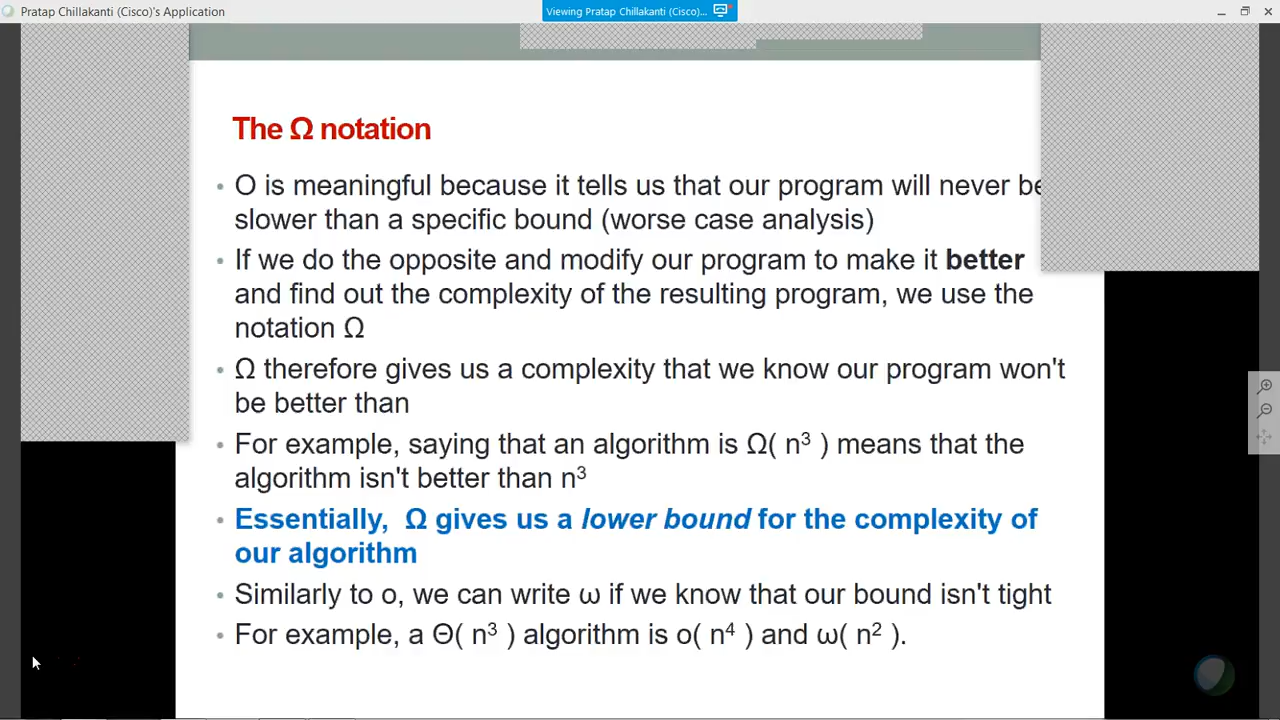 Pratap Chillakanti (Cisco)'s Application
Viewing Pratap Chillakanti (Cisco)...
The Ω notation
• O is meaningful because it tells us that our program will never be
slower than a specific bound (worse case analysis)
• If we do the opposite and modify our program to make it better
and find out the complexity of the resulting program, we use the
notation Ω
• Ω therefore gives us a complexity that we know our program won't
be better than
• For example, saying that an algorithm is Ω( n³ ) means that the
algorithm isn't better than n³
• Essentially, Ω gives us a lower bound for the complexity of
our algorithm
• Similarly to o, we can write ω if we know that our bound isn't tight
• For example, a Θ( n³ ) algorithm is o( n⁴ ) and ω( n² ).